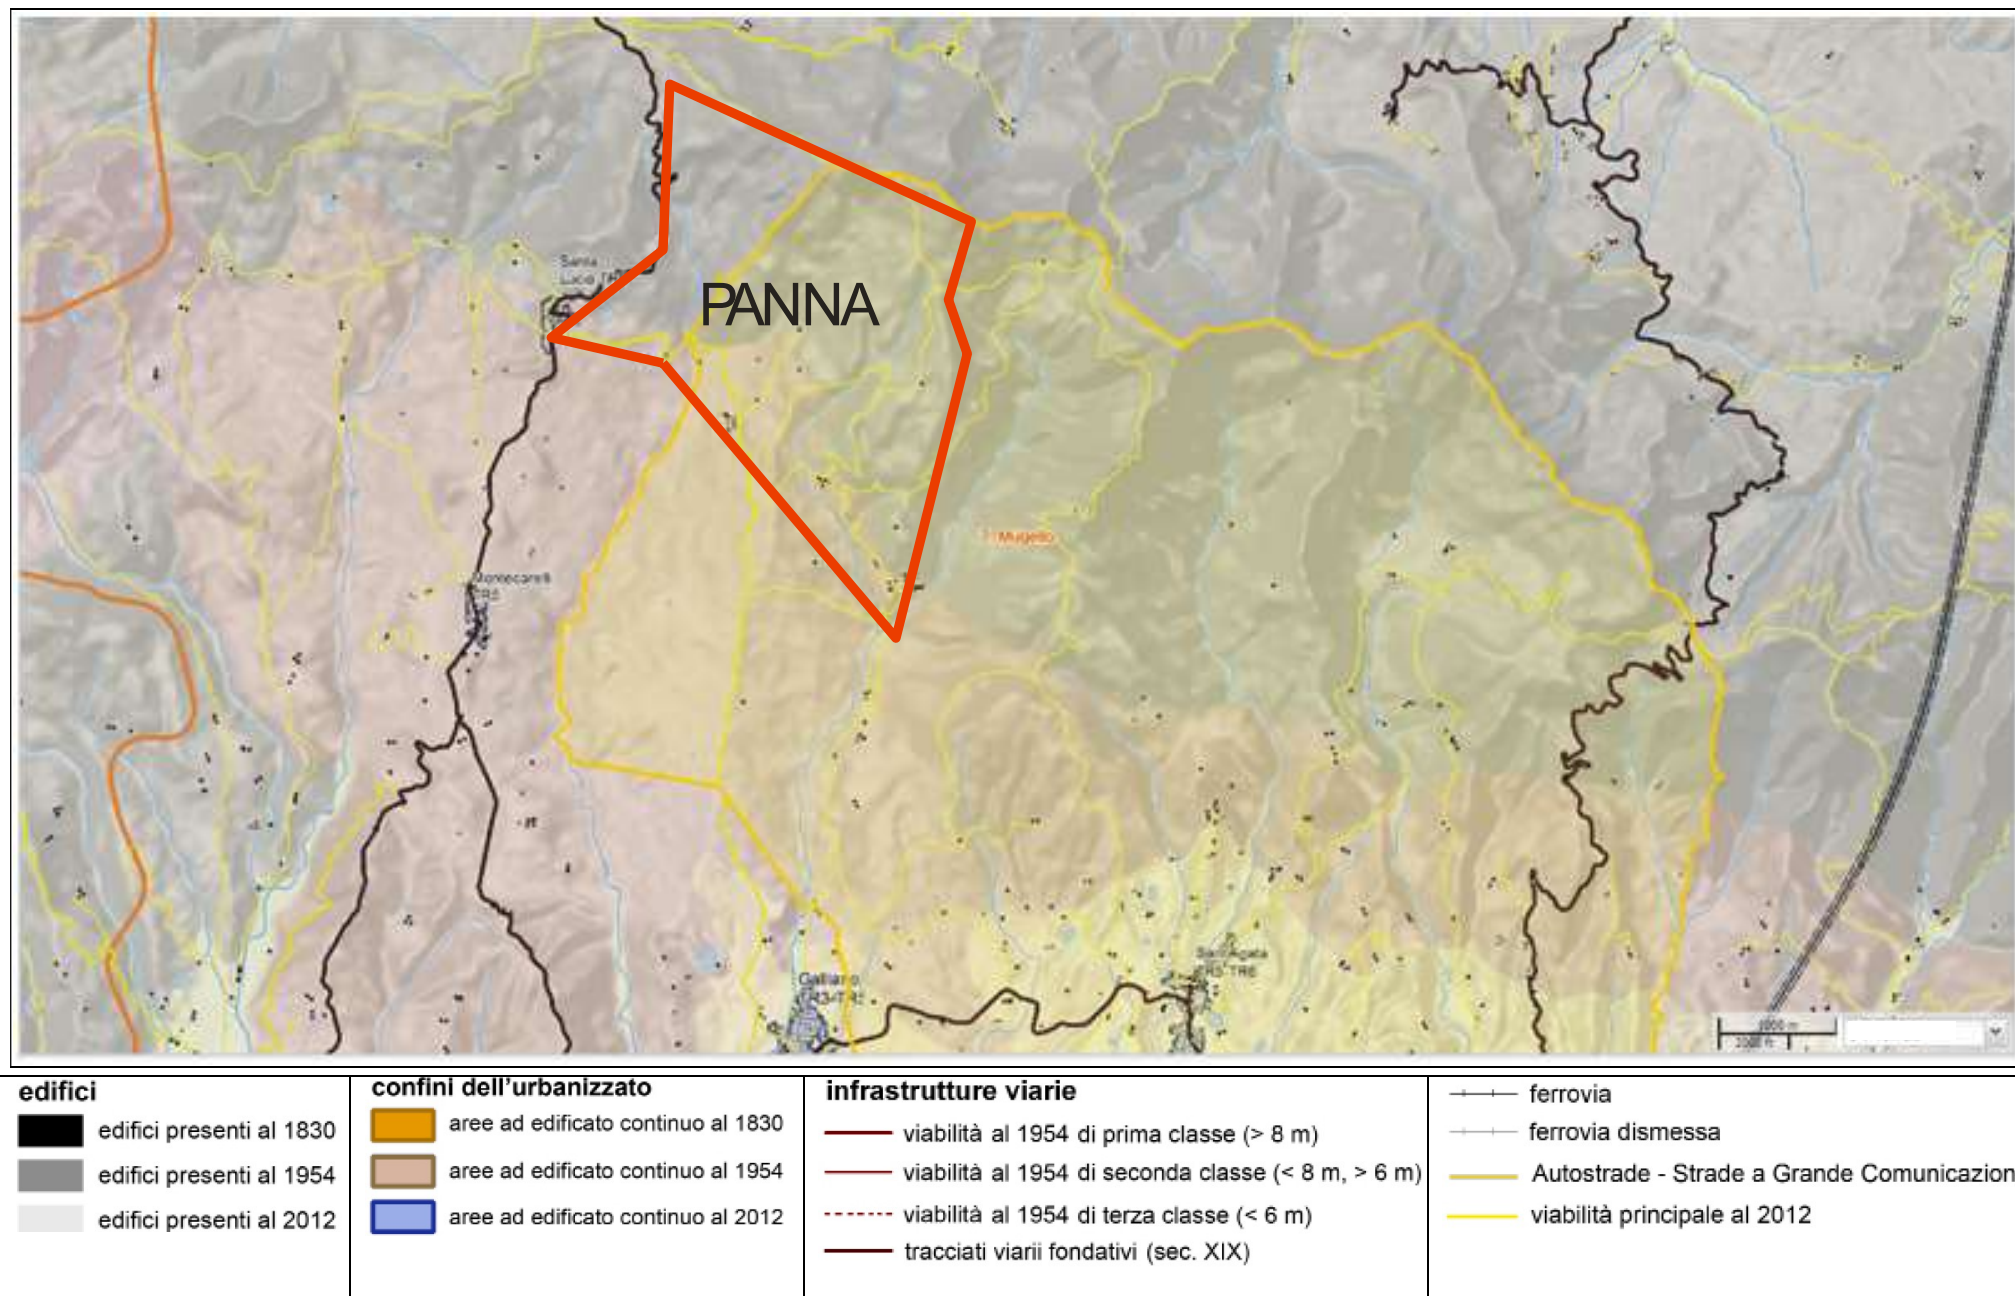 Santa
Lucia
PANNA
Mugello
Montecarelli
TR5
Galliano
Sant'Agata
TR5-TR6
edifici
edifici presenti al 1830
edifici presenti al 1954
edifici presenti al 2012
confini dell'urbanizzato
aree ad edificato continuo al 1830
aree ad edificato continuo al 1954
aree ad edificato continuo al 2012
infrastrutture viarie
viabilità al 1954 di prima classe (> 8 m)
viabilità al 1954 di seconda classe (< 8 m, > 6 m)
viabilità al 1954 di terza classe (< 6 m)
tracciati viarii fondativi (sec. XIX)
ferrovia
ferrovia dismessa
Autostrade - Strade a Grande Comunicazion
viabilità principale al 2012